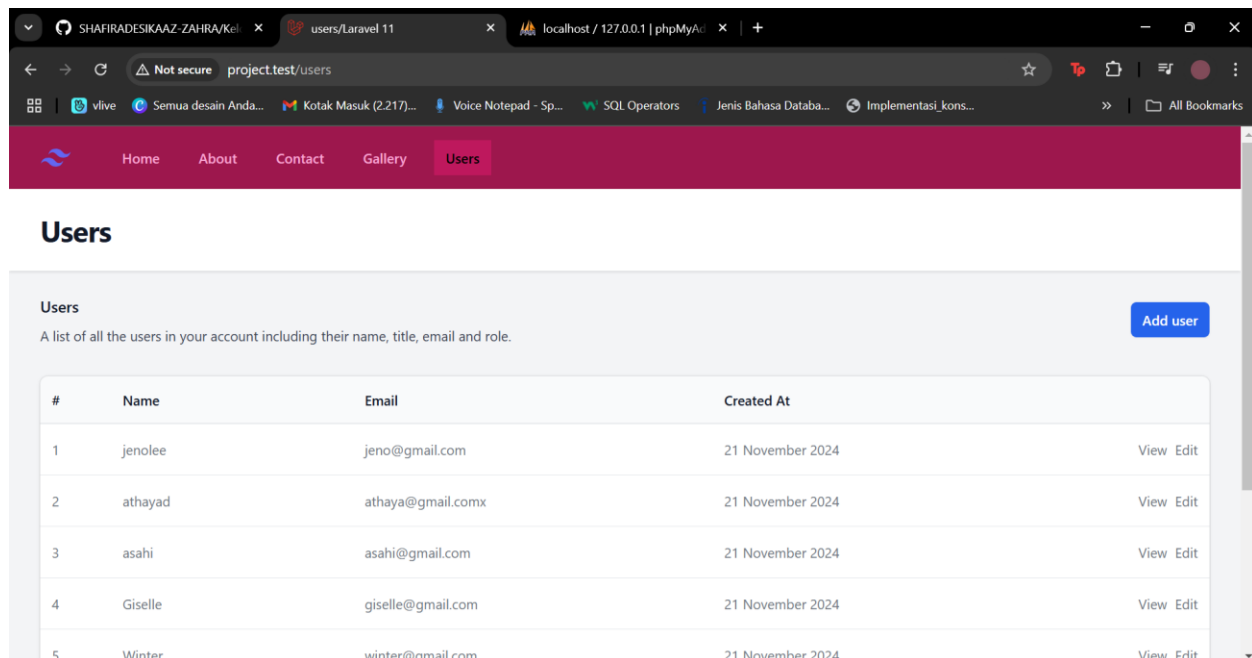 SHAFIRADESIKAAZ-ZAHRA/Kel
users/Laravel 11
localhost / 127.0.0.1 | phpMyAd
Not secure project.test/users
Tp
vlive Semua desain Anda... Kotak Masuk (2.217)... Voice Notepad - Sp... SQL Operators Jenis Bahasa Databa... Implementasi_kons... » All Bookmarks
Home About Contact Gallery Users
Users
Users
A list of all the users in your account including their name, title, email and role.
Add user
# Name Email Created At
1 jenolee jeno@gmail.com 21 November 2024 View Edit
2 athayad athaya@gmail.comx 21 November 2024 View Edit
3 asahi asahi@gmail.com 21 November 2024 View Edit
4 Giselle giselle@gmail.com 21 November 2024 View Edit
5 Winter winter@gmail.com 21 November 2024 View Edit